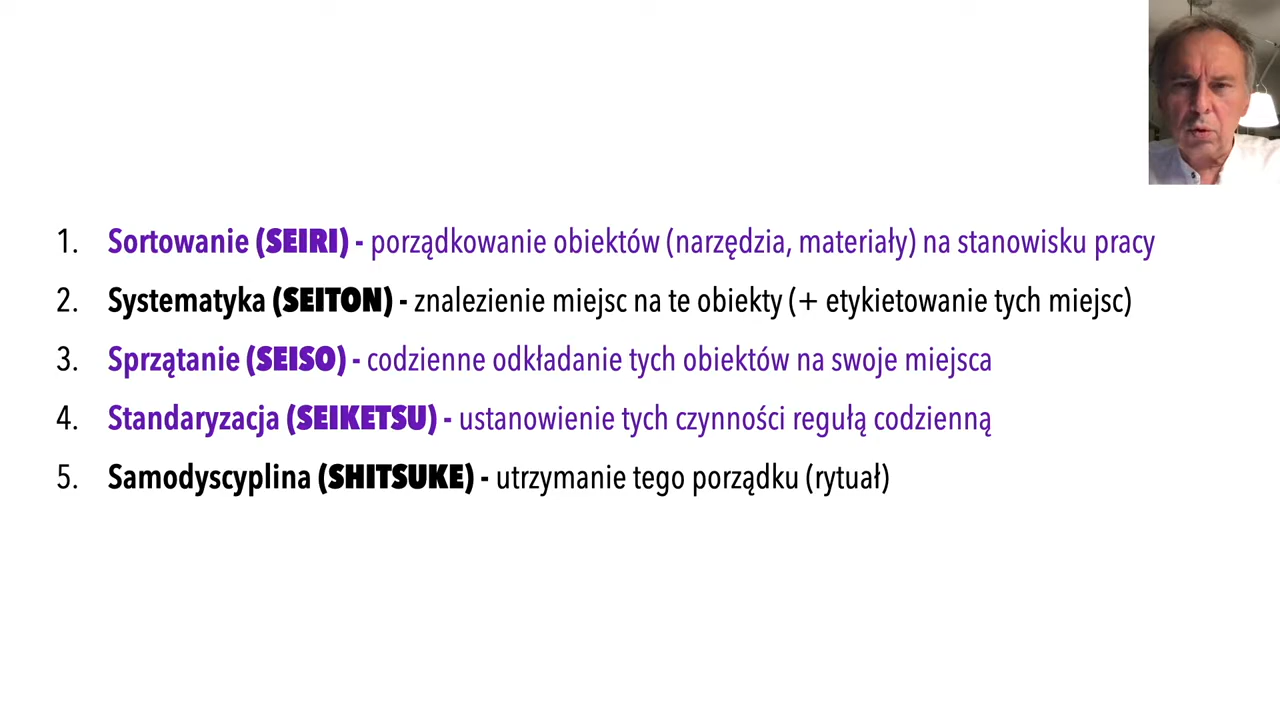 1. Sortowanie (SEIRI) - porządkowanie obiektów (narzędzia, materiały) na stanowisku pracy
2. Systematyka (SEITON) - znalezienie miejsc na te obiekty (+ etykietowanie tych miejsc)
3. Sprzątanie (SEISO) - codzienne odkładanie tych obiektów na swoje miejsca
4. Standaryzacja (SEIKETSU) - ustanowienie tych czynności regułą codzienną
5. Samodyscyplina (SHITSUKE) - utrzymanie tego porządku (rytuał)